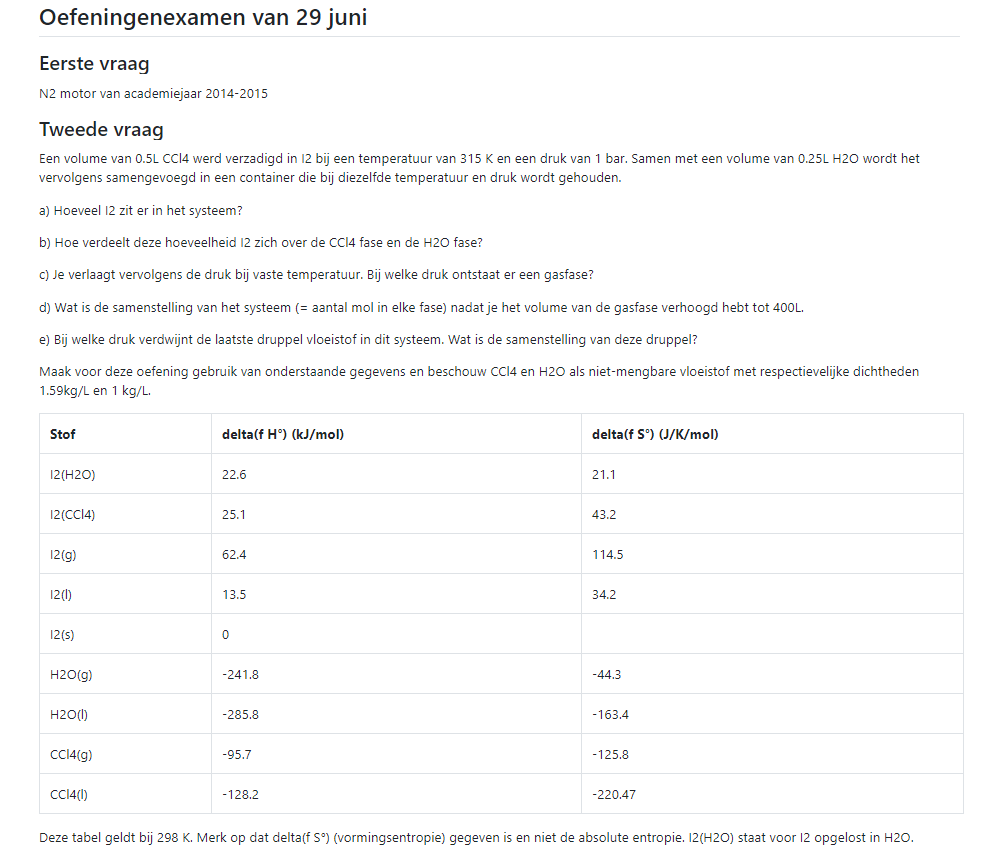 Oefeningenexamen van 29 juni
Eerste vraag
N2 motor van academiejaar 2014-2015
Tweede vraag
Een volume van 0.5L CCl4 werd verzadigd in I2 bij een temperatuur van 315 K en een druk van 1 bar. Samen met een volume van 0.25L H2O wordt het
vervolgens samengevoegd in een container die bij diezelfde temperatuur en druk wordt gehouden.
a) Hoeveel I2 zit er in het systeem?
b) Hoe verdeelt deze hoeveelheid I2 zich over de CCl4 fase en de H2O fase?
c) Je verlaagt vervolgens de druk bij vaste temperatuur. Bij welke druk ontstaat er een gasfase?
d) Wat is de samenstelling van het systeem (= aantal mol in elke fase) nadat je het volume van de gasfase verhoogd hebt tot 400L.
e) Bij welke druk verdwijnt de laatste druppel vloeistof in dit systeem. Wat is de samenstelling van deze druppel?
Maak voor deze oefening gebruik van onderstaande gegevens en beschouw CCl4 en H2O als niet-mengbare vloeistof met respectievelijke dichtheden
1.59kg/L en 1 kg/L.
Stof delta(f H°) (kJ/mol) delta(f S°) (J/K/mol)
I2(H2O) 22.6 21.1
I2(CCl4) 25.1 43.2
I2(g) 62.4 114.5
I2(l) 13.5 34.2
I2(s) 0
H2O(g) -241.8 -44.3
H2O(l) -285.8 -163.4
CCl4(g) -95.7 -125.8
CCl4(l) -128.2 -220.47
Deze tabel geldt bij 298 K. Merk op dat delta(f S°) (vormingsentropie) gegeven is en niet de absolute entropie. I2(H2O) staat voor I2 opgelost in H2O.